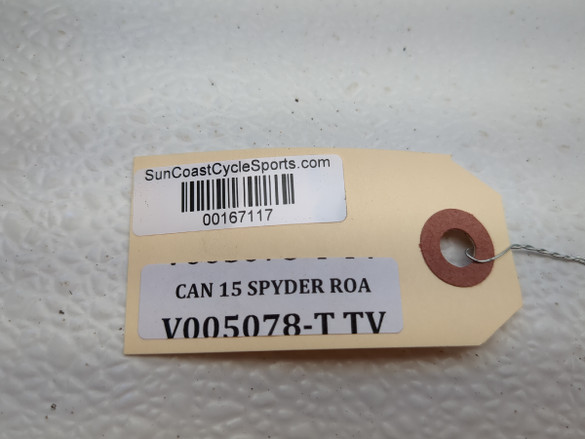 SunCoastCycleSports.com
00167117
CAN 15 SPYDER ROA
V005078-T TV